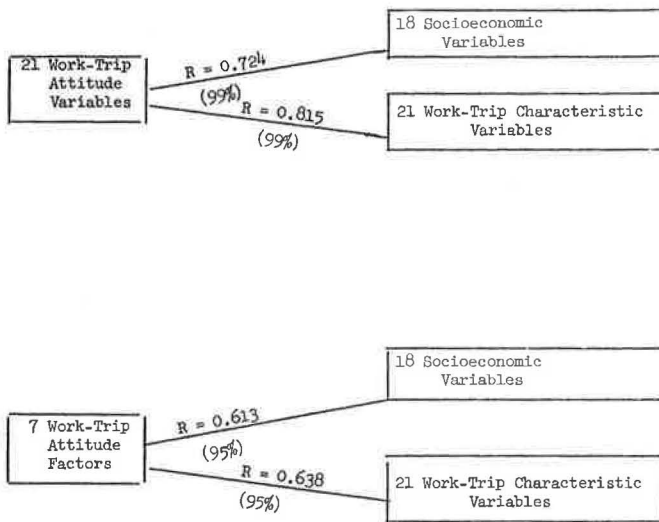 18 Socioeconomic
Variables
21 Work-Trip
Attitude
Variables
R = 0.724
(99%)
R = 0.815
(99%)
21 Work-Trip Characteristic
Variables
18 Socioeconomic
Variables
7 Work-Trip
Attitude
Factors
R = 0.613
(95%)
R = 0.638
(95%)
21 Work-Trip Characteristic
Variables